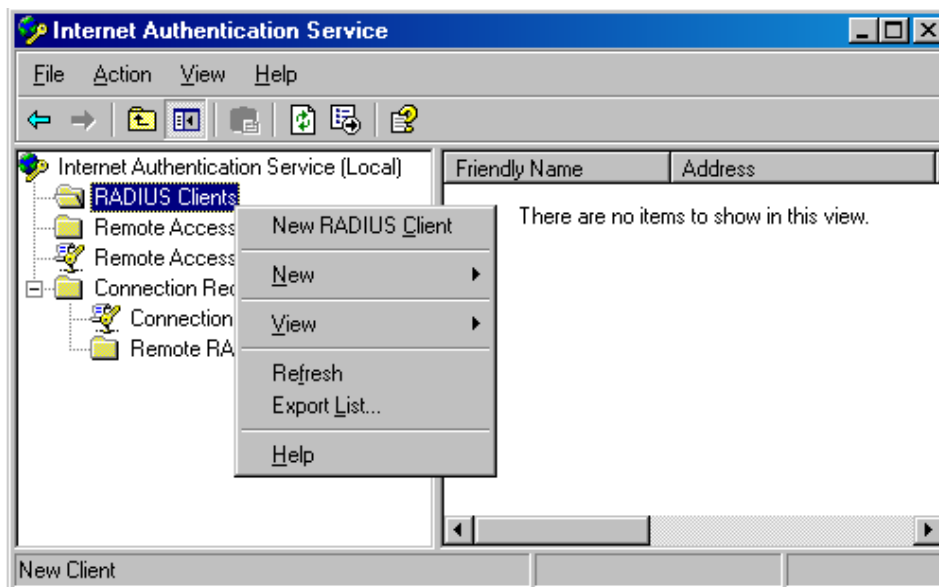 Internet Authentication Service
File Action View Help
Internet Authentication Service (Local)
RADIUS Clients
Remote Access
Remote Access
Connection Rec
Connection
Remote RA
New RADIUS Client
New
View
Refresh
Export List...
Help
Friendly Name Address
There are no items to show in this view.
New Client